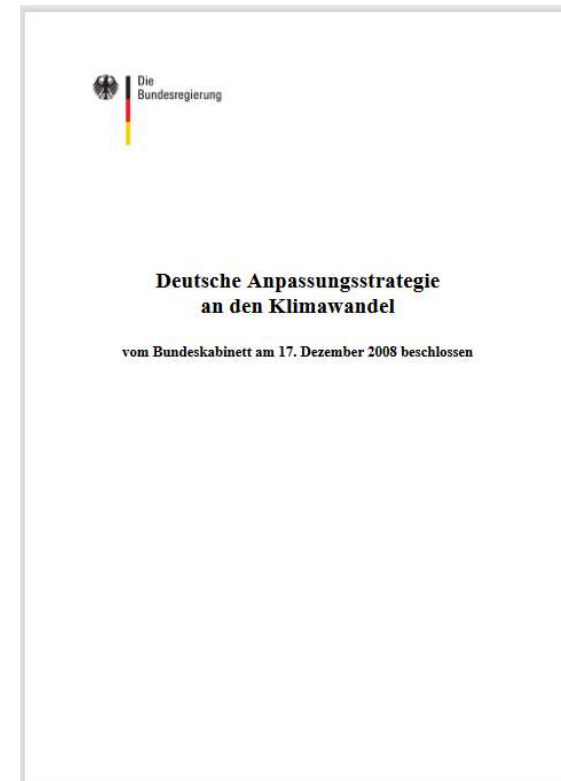 Die
Bundesregierung
Deutsche Anpassungsstrategie
an den Klimawandel
vom Bundeskabinett am 17. Dezember 2008 beschlossen